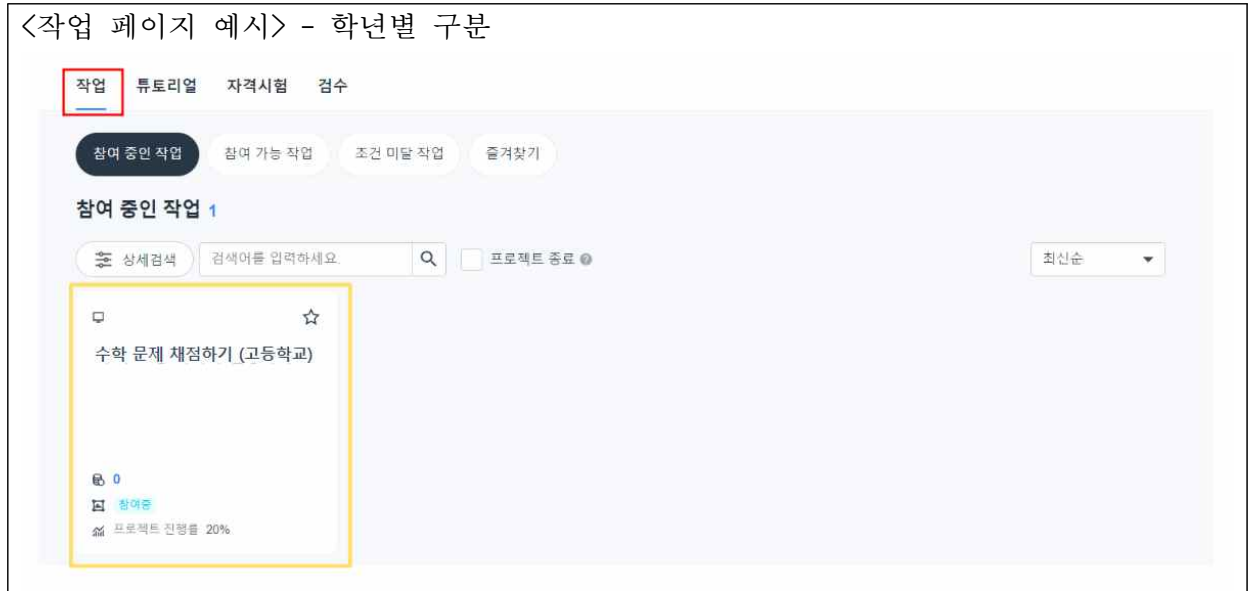 <작업 페이지 예시> - 학년별 구분
작업 튜토리얼 자격시험 검수
참여 중인 작업 참여 가능 작업 조건 미달 작업 즐겨찾기
참여 중인 작업 1
상세검색 검색어를 입력하세요. 프로젝트 종료 최신순
수학 문제 채점하기 (고등학교)
0
참여중
프로젝트 진행률 20%